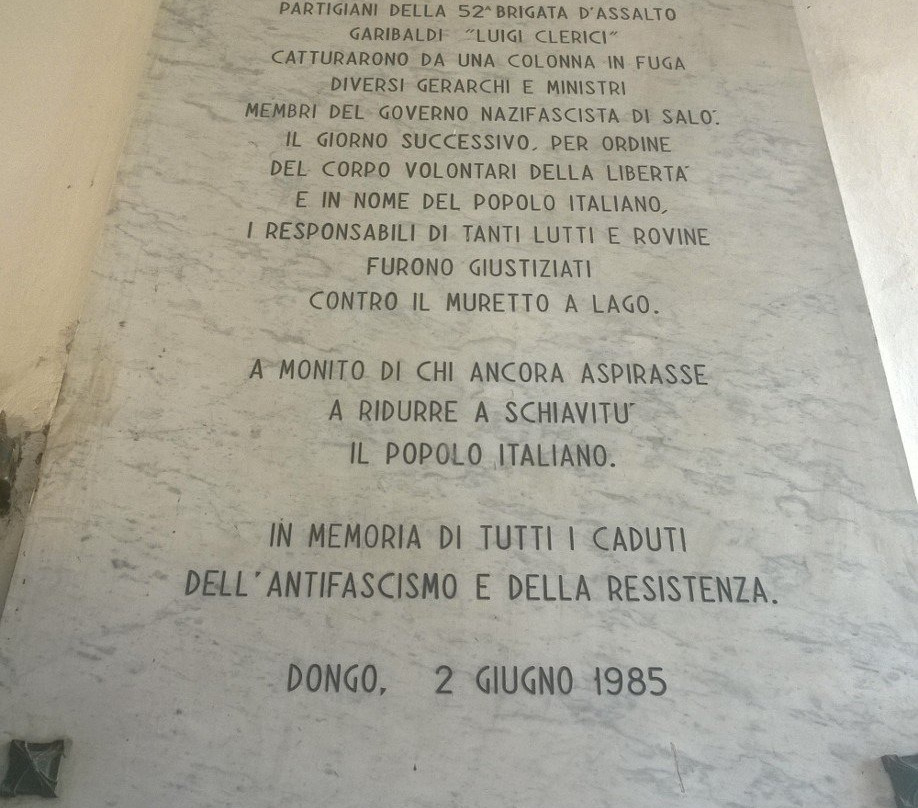 PARTIGIANI DELLA 52ᴬ BRIGATA D'ASSALTO
GARIBALDI "LUIGI CLERICI"
CATTURARONO DA UNA COLONNA IN FUGA
DIVERSI GERARCHI E MINISTRI
MEMBRI DEL GOVERNO NAZIFASCISTA DI SALO'.
IL GIORNO SUCCESSIVO, PER ORDINE
DEL CORPO VOLONTARI DELLA LIBERTA'
E IN NOME DEL POPOLO ITALIANO,
I RESPONSABILI DI TANTI LUTTI E ROVINE
FURONO GIUSTIZIATI
CONTRO IL MURETTO A LAGO.
A MONITO DI CHI ANCORA ASPIRASSE
A RIDURRE A SCHIAVITU'
IL POPOLO ITALIANO.
IN MEMORIA DI TUTTI I CADUTI
DELL'ANTIFASCISMO E DELLA RESISTENZA.
DONGO, 2 GIUGNO 1985